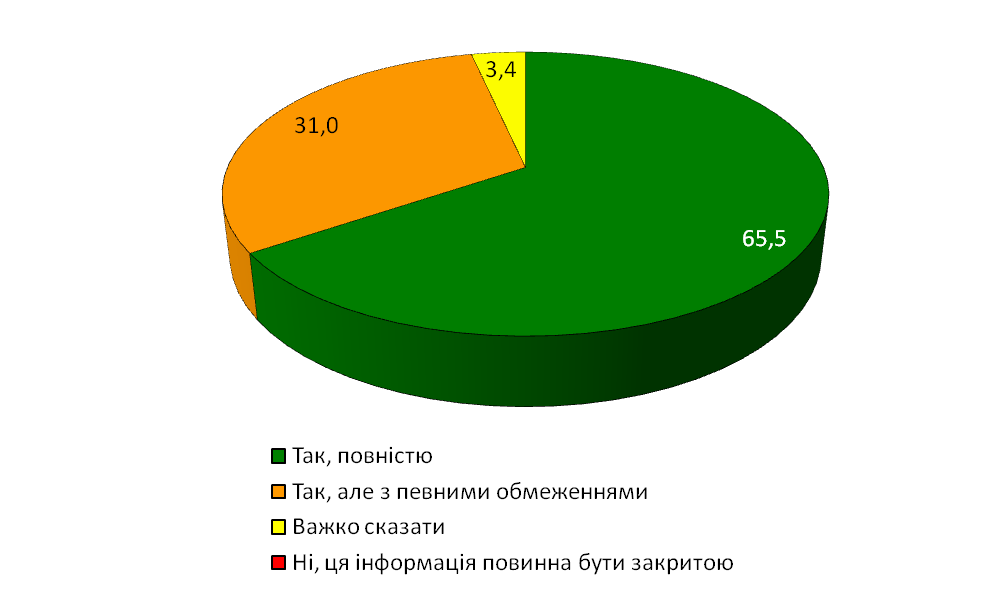 3,4
31,0
65,5
Так, повністю
Так, але з певними обмеженнями
Важко сказати
Ні, ця інформація повинна бути закритою